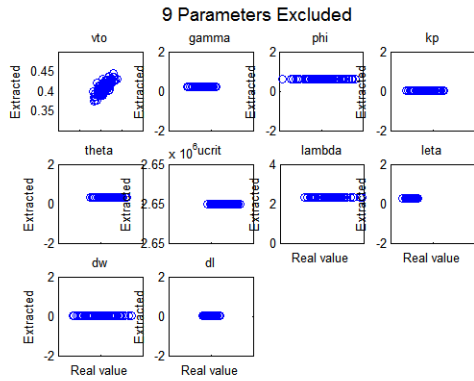 9 Parameters Excluded
vto
gamma
phi
kp
Extracted
0.45
0.4
0.35
Extracted
2
0
-2
Extracted
2
0
-2
Extracted
2
0
-2
theta
x 10^6 ucrit
lambda
leta
Extracted
2
0
-2
Extracted
2.65
2.65
2.65
Extracted
4
2
0
Extracted
2
0
-2
Real value
Real value
dw
dl
Extracted
2
0
-2
Extracted
2
0
-2
Real value
Real value